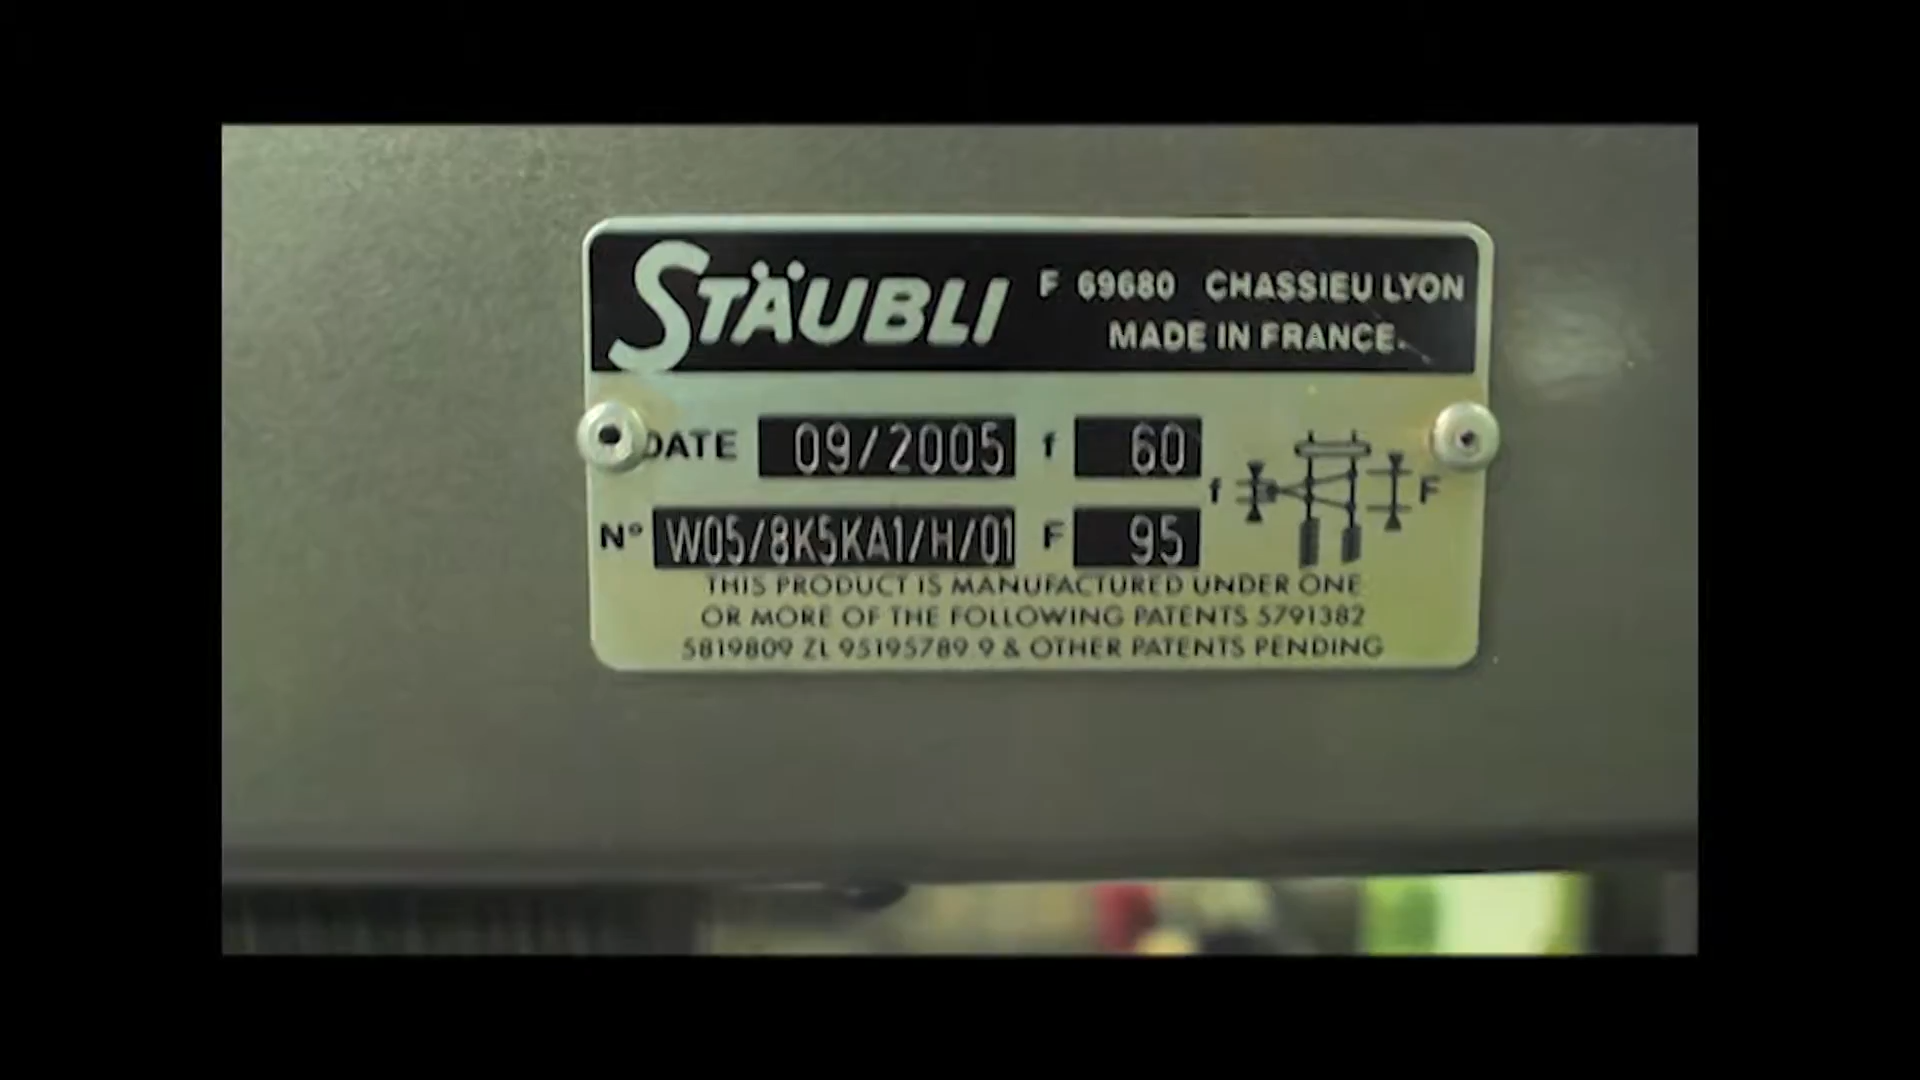 STÄUBLI F 69680 CHASSIEU LYON
MADE IN FRANCE.
DATE 09/2005 f 60
f F
Nº W05/8K5KA1/H/01 F 95
THIS PRODUCT IS MANUFACTURED UNDER ONE
OR MORE OF THE FOLLOWING PATENTS 5791382
5819809 ZL 95195789 9 & OTHER PATENTS PENDING